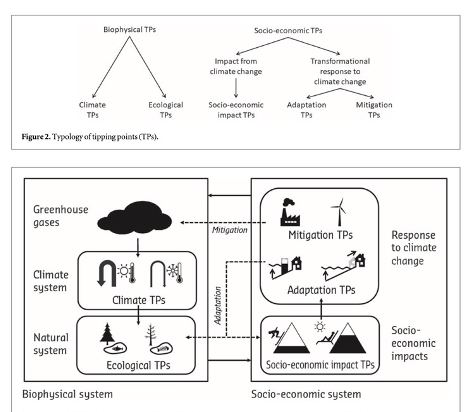 Biophysical TPs
Socio-economic TPs
Impact from
climate change
Transformational
response to
climate change
Climate
TPs
Ecological
TPs
Socio-economic
impact TPs
Adaptation
TPs
Mitigation
TPs
Figure 2. Typology of tipping points (TPs).
Greenhouse
gases
Mitigation
Mitigation TPs
Response
to climate
change
Climate
system
Climate TPs
Adaptation
Adaptation TPs
Natural
system
Ecological TPs
Socio-economic impact TPs
Socio-
economic
impacts
Biophysical system
Socio-economic system